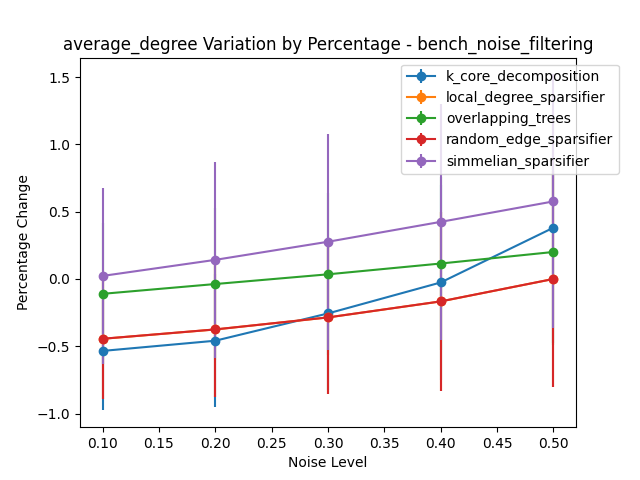 average_degree Variation by Percentage - bench_noise_filtering
1.5
1.0
0.5
0.0
−0.5
−1.0
Percentage Change
k_core_decomposition
local_degree_sparsifier
overlapping_trees
random_edge_sparsifier
simmelian_sparsifier
0.10 0.15 0.20 0.25 0.30 0.35 0.40 0.45 0.50
Noise Level